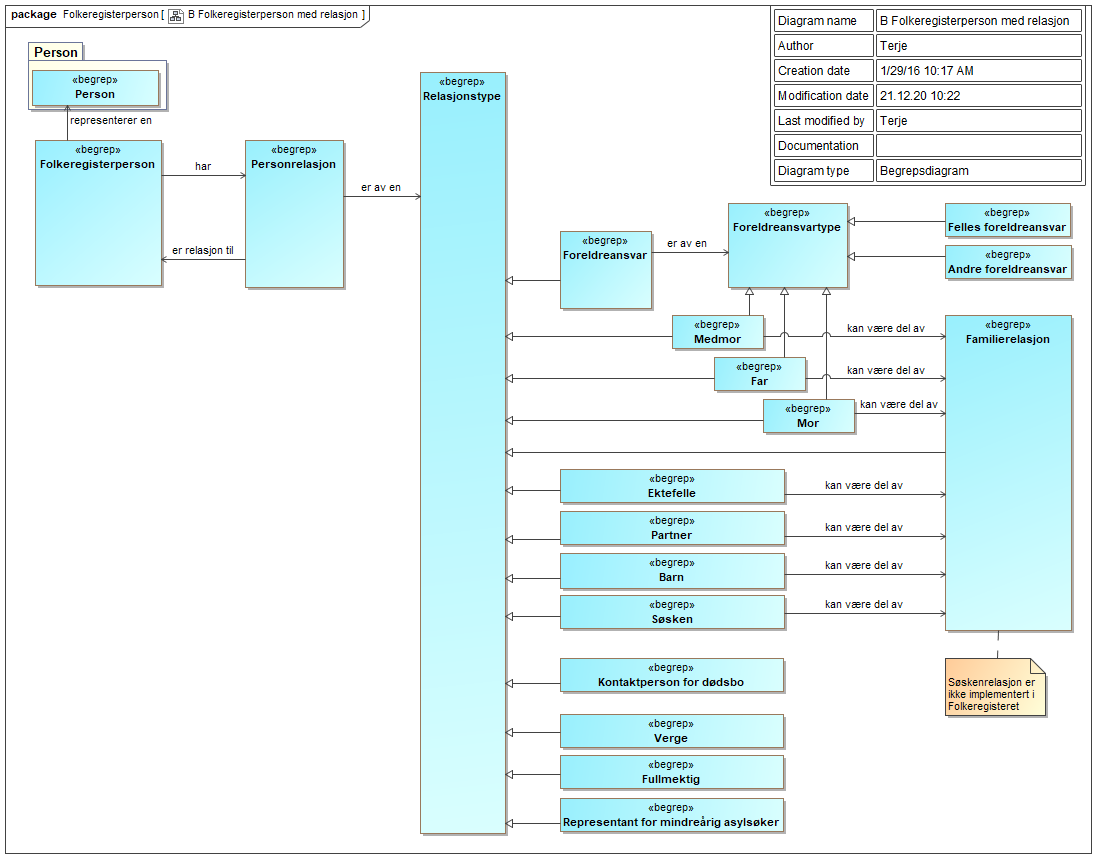 package Folkeregisterperson [ B Folkeregisterperson med relasjon ]
Diagram name B Folkeregisterperson med relasjon
Author Terje
Creation date 1/29/16 10:17 AM
Modification date 21.12.20 10:22
Last modified by Terje
Documentation
Diagram type Begrepsdiagram
Person
«begrep»
Person
representerer en
«begrep»
Folkeregisterperson
har
er relasjon til
«begrep»
Personrelasjon
er av en
«begrep»
Relasjonstype
«begrep»
Foreldreansvar
er av en
«begrep»
Foreldreansvartype
«begrep»
Felles foreldreansvar
«begrep»
Andre foreldreansvar
«begrep»
Medmor
kan være del av
«begrep»
Far
kan være del av
«begrep»
Mor
kan være del av
«begrep»
Familierelasjon
«begrep»
Ektefelle
kan være del av
«begrep»
Partner
kan være del av
«begrep»
Barn
kan være del av
«begrep»
Søsken
kan være del av
Søskenrelasjon er
ikke implementert i
Folkeregisteret
«begrep»
Kontaktperson for dødsbo
«begrep»
Verge
«begrep»
Fullmektig
«begrep»
Representant for mindreårig asylsøker